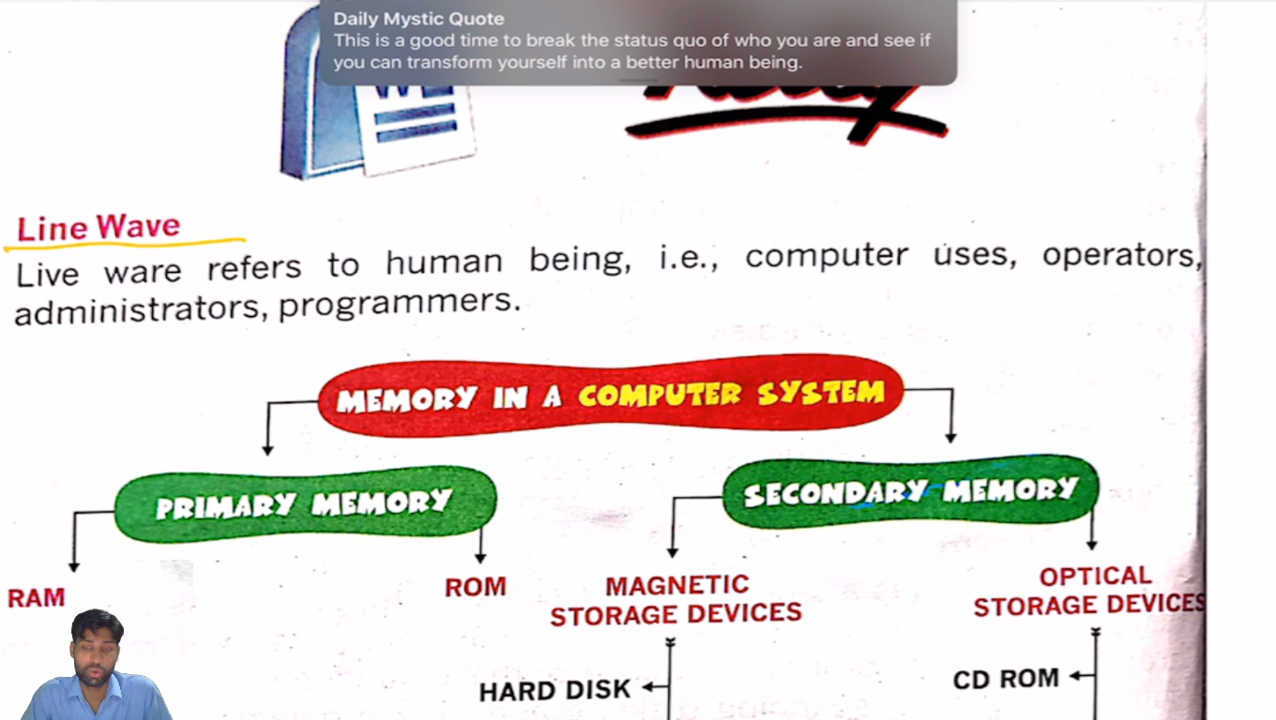 Daily Mystic Quote
This is a good time to break the status quo of who you are and see if
you can transform yourself into a better human being.
Line Wave
Live ware refers to human being, i.e., computer uses, operators,
administrators, programmers.
MEMORY IN A COMPUTER SYSTEM
PRIMARY MEMORY
SECONDARY MEMORY
RAM
ROM
MAGNETIC
STORAGE DEVICES
OPTICAL
STORAGE DEVICES
HARD DISK
CD ROM